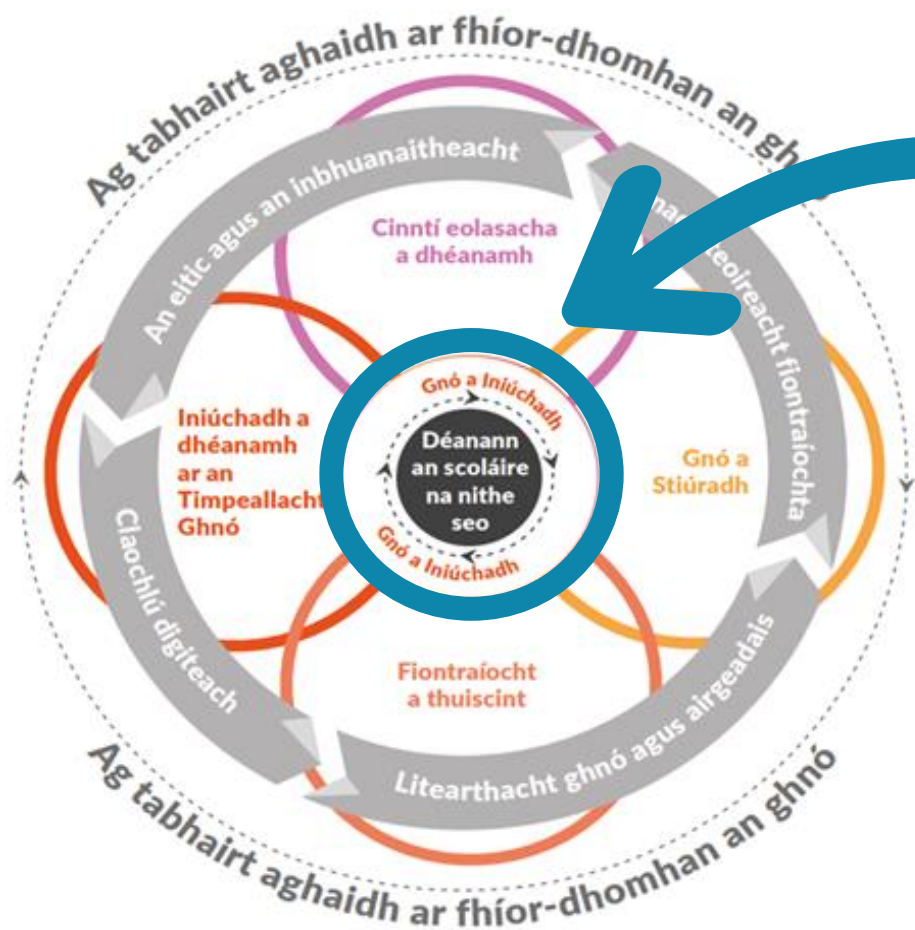 Ag tabhairt aghaidh ar fhíor-dhomhan an
An eitic agus an inbhuanaitheacht
fiontraíochta
Cinntí eolasacha
a dhéanamh
Iniúchadh a
dhéanamh
ar an
Timpeallacht
Ghnó
Gnó a Iniúchadh
Déanann
an scoláire
na nithe
seo
Gnó a Iniúchadh
Gnó a
Stiúradh
Claochlú digiteach
Fiontraíocht
a thuiscint
Litearthacht ghnó agus airgeadais
Ag tabhairt aghaidh ar fhíor-dhomhan an ghnó